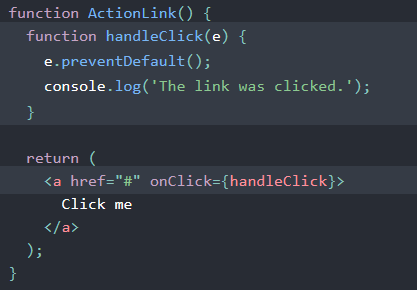 function ActionLink() {
  function handleClick(e) {
    e.preventDefault();
    console.log('The link was clicked.');
  }

  return (
    <a href="#" onClick={handleClick}>
      Click me
    </a>
  );
}